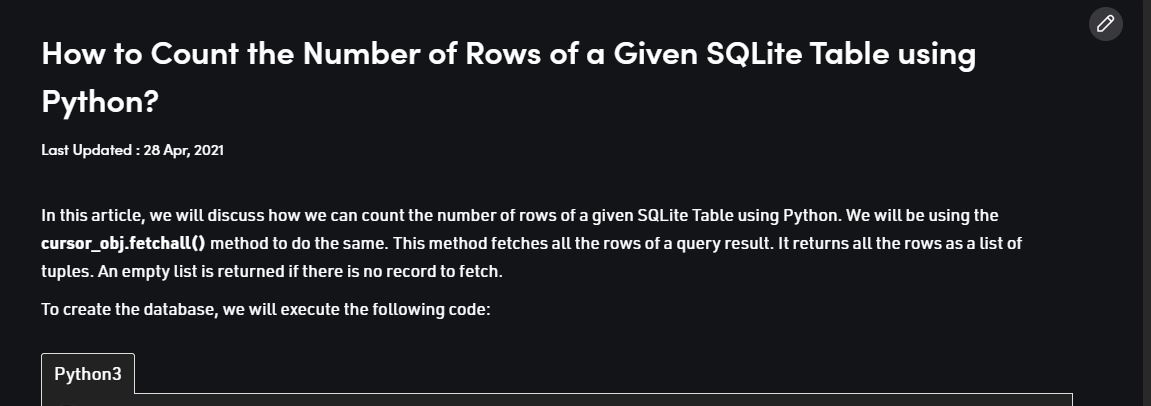 How to Count the Number of Rows of a Given SQLite Table using
Python?
Last Updated : 28 Apr, 2021
In this article, we will discuss how we can count the number of rows of a given SQLite Table using Python. We will be using the
cursor_obj.fetchall() method to do the same. This method fetches all the rows of a query result. It returns all the rows as a list of
tuples. An empty list is returned if there is no record to fetch.
To create the database, we will execute the following code:
Python3